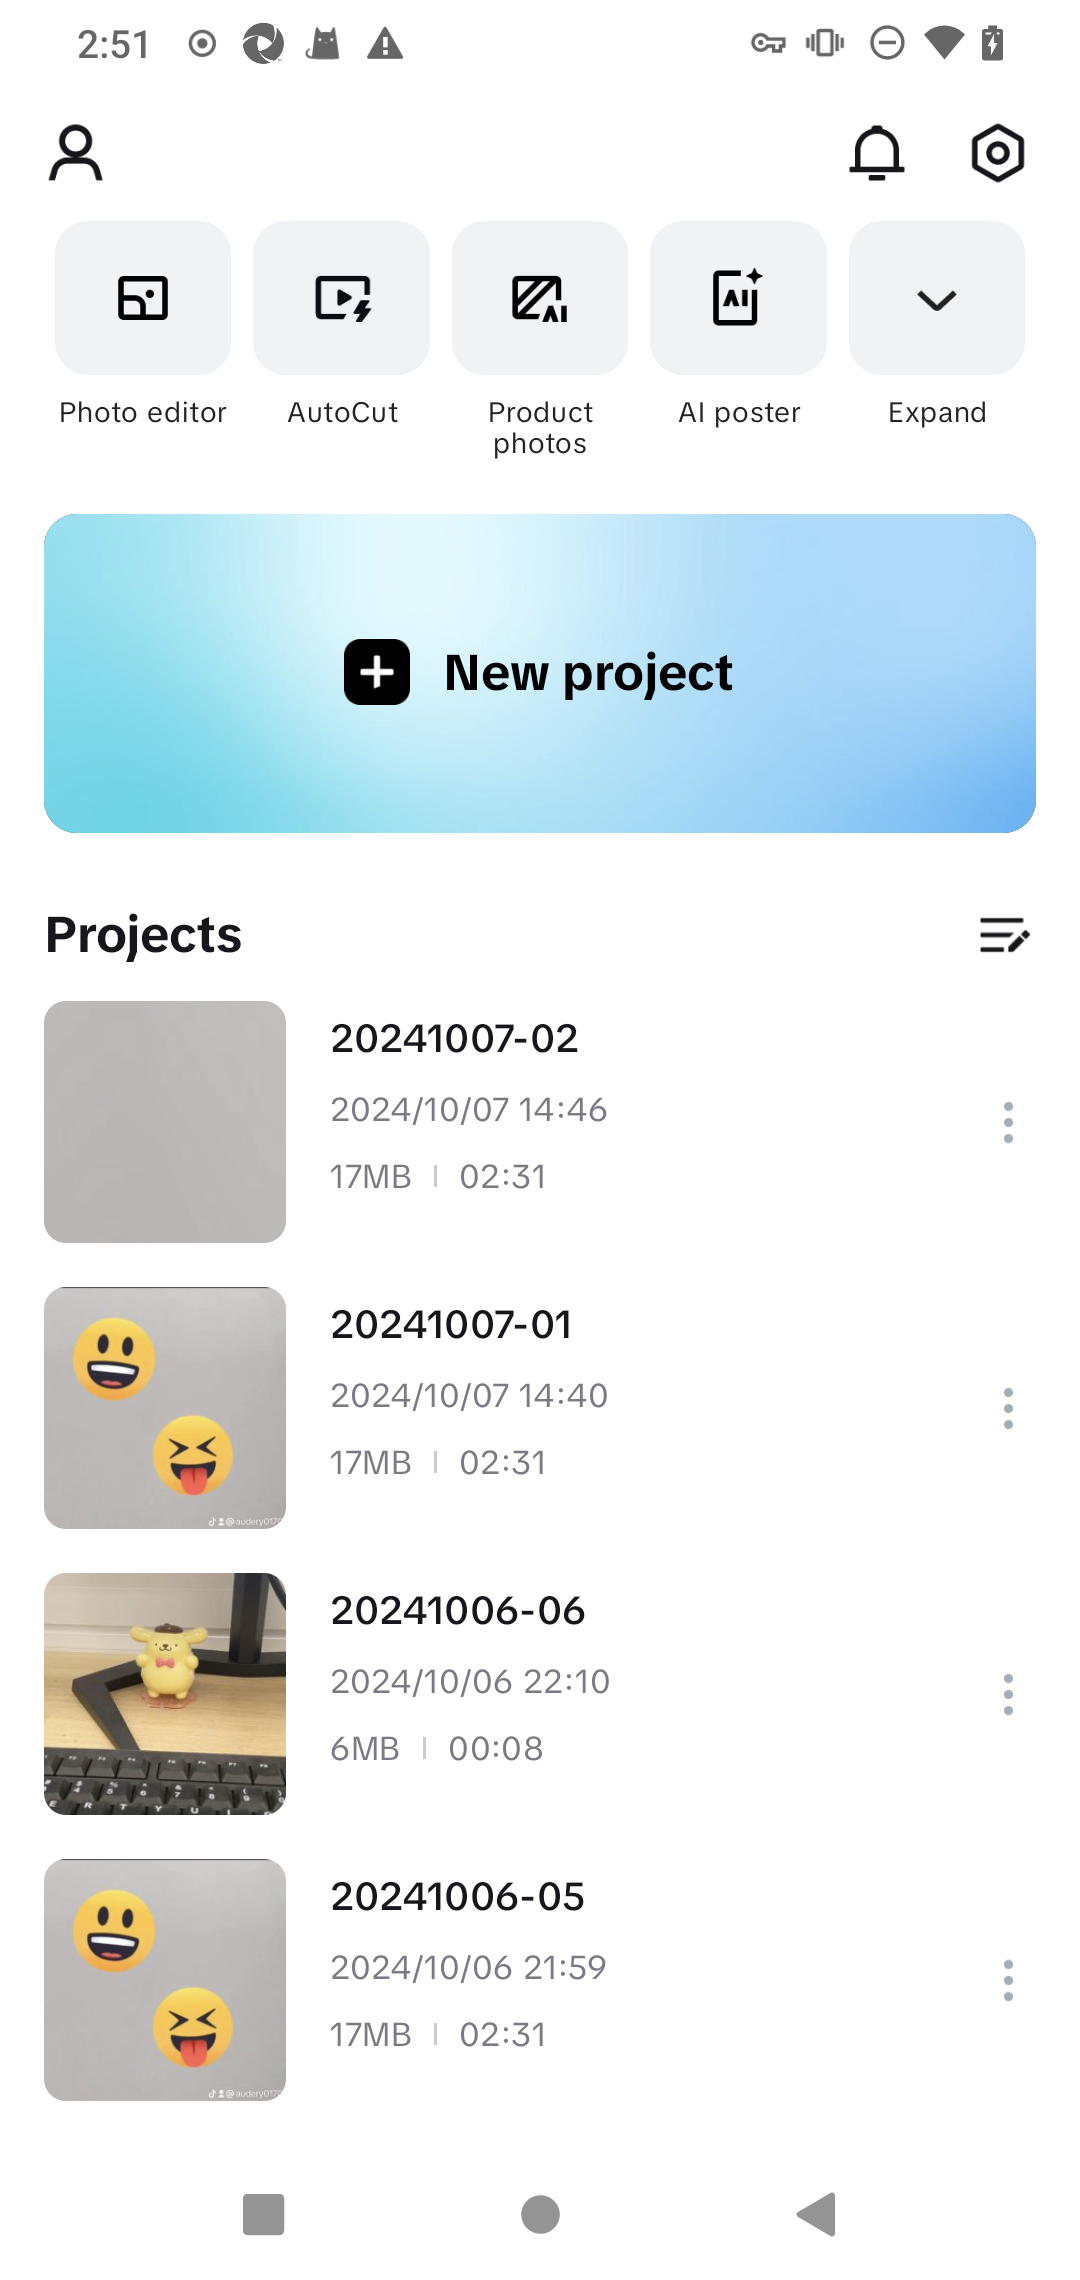 2:51
Photo editor
AutoCut
Product
photos
AI poster
Expand
New project
Projects
20241007-02
2024/10/07 14:46
17MB | 02:31
20241007-01
2024/10/07 14:40
17MB | 02:31
20241006-06
2024/10/06 22:10
6MB | 00:08
20241006-05
2024/10/06 21:59
17MB | 02:31